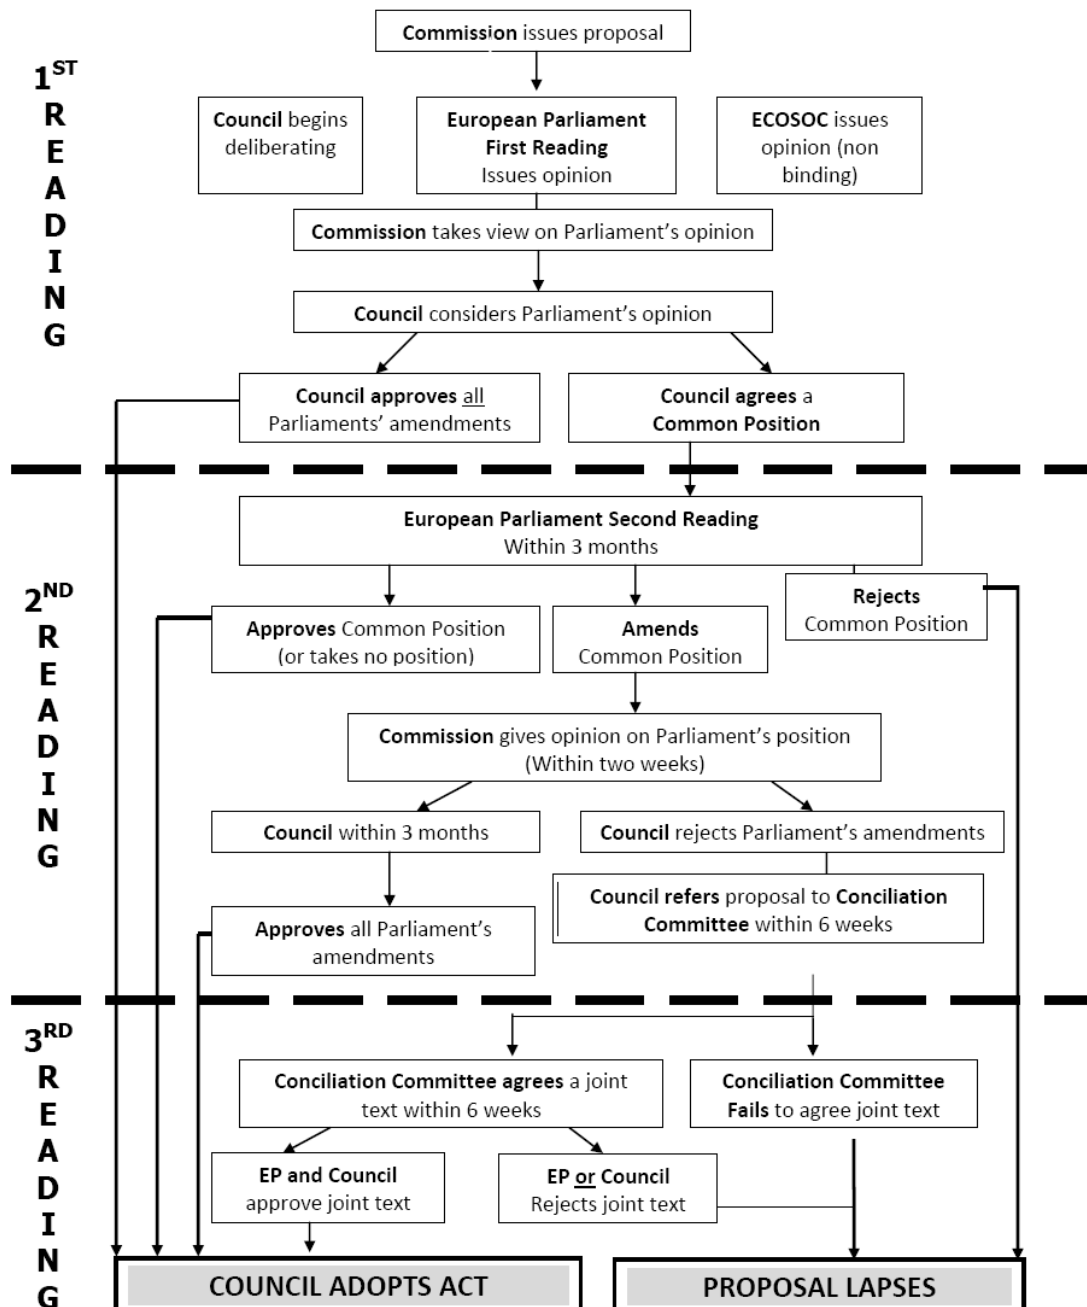 Commission issues proposal
1ST
R
E
A
D
I
N
G
Council begins
deliberating
European Parliament
First Reading
Issues opinion
ECOSOC issues
opinion (non
binding)
Commission takes view on Parliament’s opinion
Council considers Parliament’s opinion
Council approves all
Parliaments’ amendments
Council agrees a
Common Position
2ND
R
E
A
D
I
N
G
European Parliament Second Reading
Within 3 months
Approves Common Position
(or takes no position)
Amends
Common Position
Rejects
Common Position
Commission gives opinion on Parliament’s position
(Within two weeks)
Council within 3 months
Council rejects Parliament’s amendments
Approves all Parliament’s
amendments
Council refers proposal to Conciliation
Committee within 6 weeks
3RD
R
E
A
D
I
N
G
Conciliation Committee agrees a joint
text within 6 weeks
Conciliation Committee
Fails to agree joint text
EP and Council
approve joint text
EP or Council
Rejects joint text
COUNCIL ADOPTS ACT
PROPOSAL LAPSES